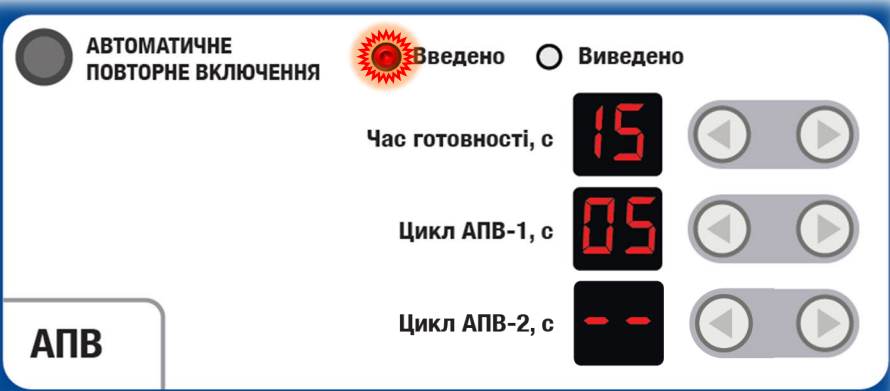 АВТОМАТИЧНЕ
ПОВТОРНЕ ВКЛЮЧЕННЯ
Введено
Виведено
Час готовності, с
15
Цикл АПВ-1, с
05
Цикл АПВ-2, с
--
АПВ